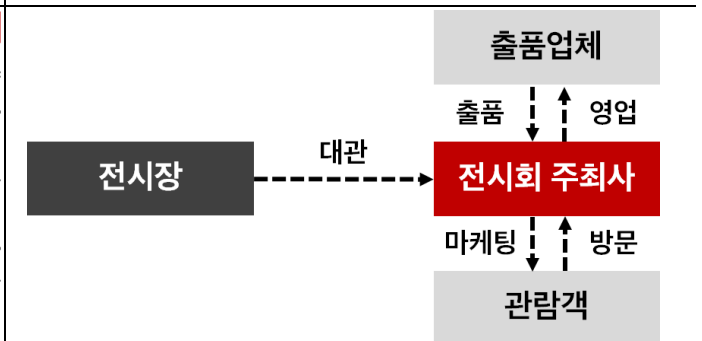 출품업체
출품 영업
대관
전시장 전시회 주최사
마케팅 방문
관람객